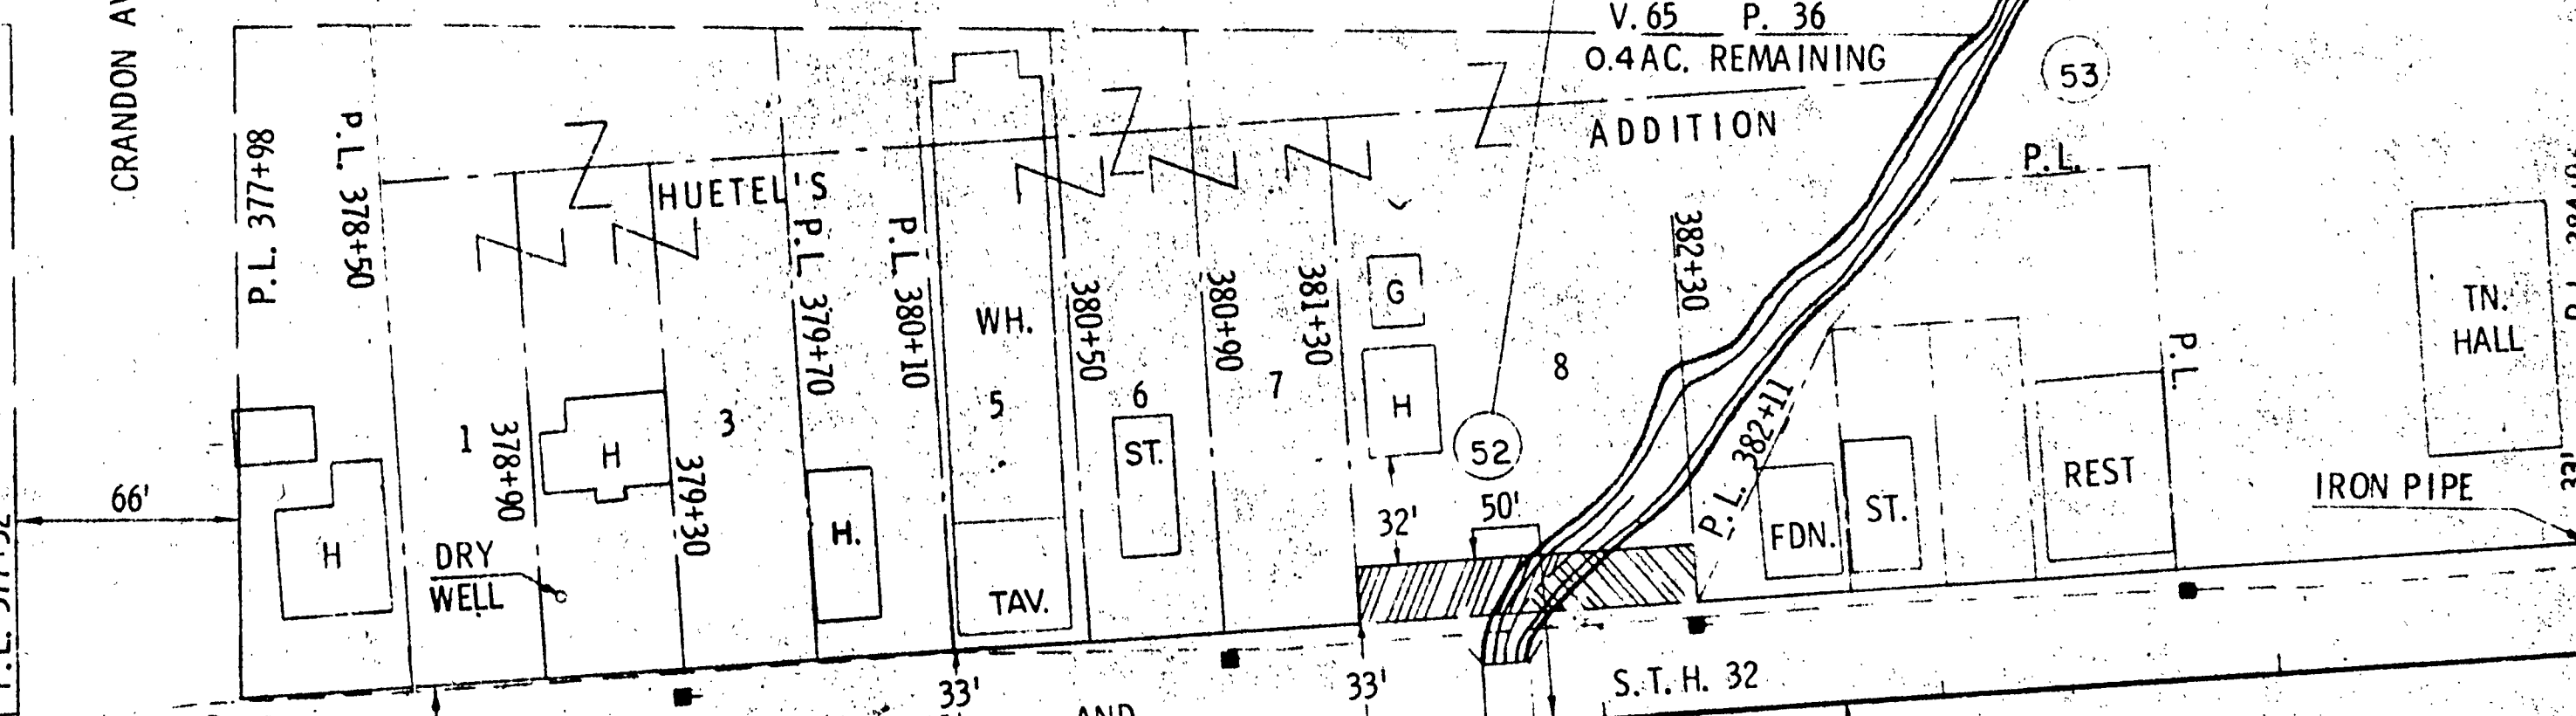 V. 65 P. 36
0.4 AC. REMAINING
ADDITION
53
CRANDON
P.L. 377+98
P.L. 378+50
HUETEL'S
P.L. 379+70
P.L. 380+10
WH.
380+50
380+90
381+30
G
382+30
P.L.
P.L.
TN.
HALL
1
378+90
H
3
379+30
5
6
ST.
7
H
8
52
P.L. 382+11
REST
IRON PIPE
33'
66'
H
DRY
WELL
H.
TAV.
32'
50'
FDN.
ST.
33'
33'
S.T.H. 32
AND